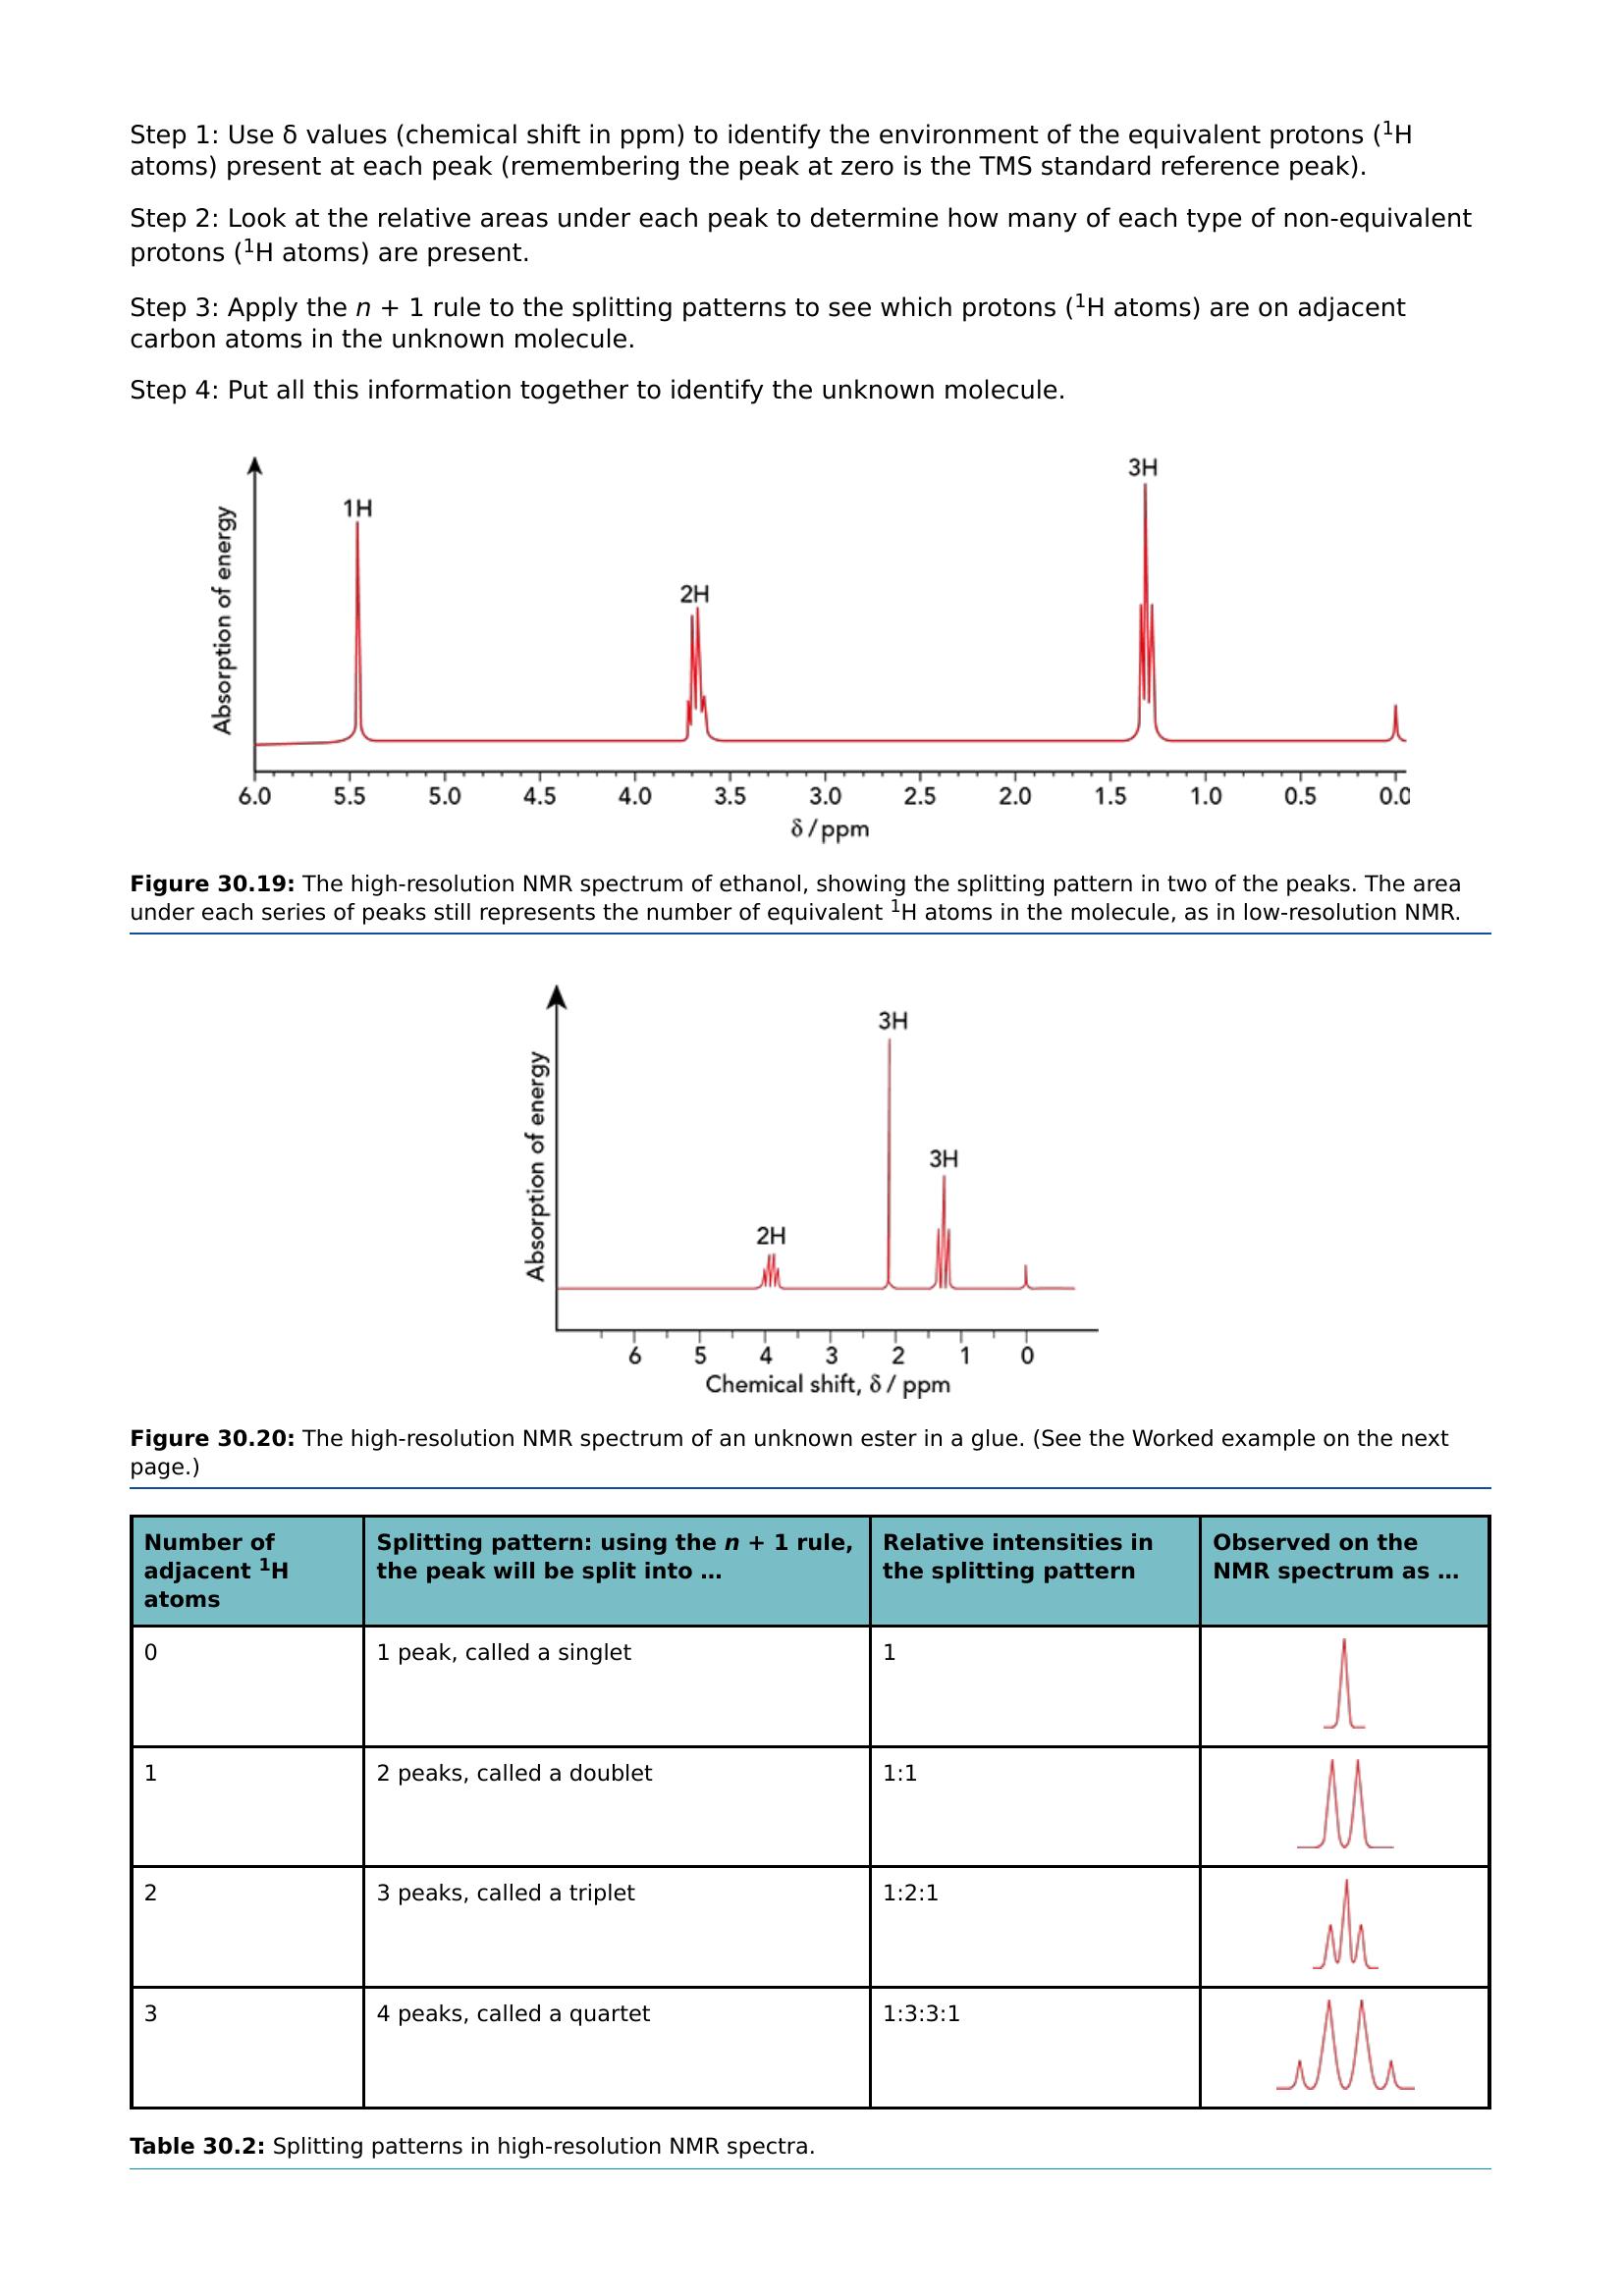 Step 1: Use δ values (chemical shift in ppm) to identify the environment of the equivalent protons (¹H
atoms) present at each peak (remembering the peak at zero is the TMS standard reference peak).
Step 2: Look at the relative areas under each peak to determine how many of each type of non-equivalent
protons (¹H atoms) are present.
Step 3: Apply the n + 1 rule to the splitting patterns to see which protons (¹H atoms) are on adjacent
carbon atoms in the unknown molecule.
Step 4: Put all this information together to identify the unknown molecule.
Absorption of energy
1H
2H
3H
6.0 5.5 5.0 4.5 4.0 3.5 3.0 2.5 2.0 1.5 1.0 0.5 0.0
δ / ppm
Figure 30.19: The high-resolution NMR spectrum of ethanol, showing the splitting pattern in two of the peaks. The area
under each series of peaks still represents the number of equivalent ¹H atoms in the molecule, as in low-resolution NMR.
Absorption of energy
2H
3H
3H
6 5 4 3 2 1 0
Chemical shift, δ / ppm
Figure 30.20: The high-resolution NMR spectrum of an unknown ester in a glue. (See the Worked example on the next
page.)
Number of
adjacent ¹H
atoms
Splitting pattern: using the n + 1 rule,
the peak will be split into ...
Relative intensities in
the splitting pattern
Observed on the
NMR spectrum as ...
0
1 peak, called a singlet
1
1
2 peaks, called a doublet
1:1
2
3 peaks, called a triplet
1:2:1
3
4 peaks, called a quartet
1:3:3:1
Table 30.2: Splitting patterns in high-resolution NMR spectra.